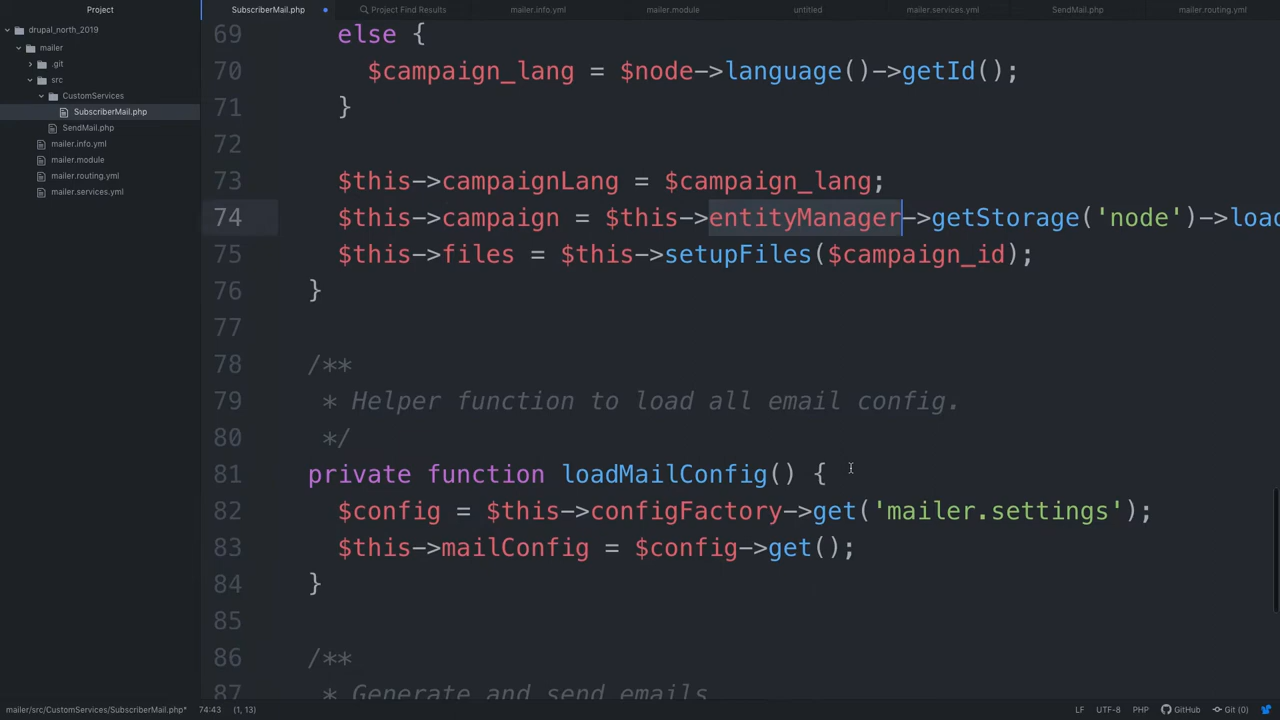 Project
SubscriberMail.php
Project Find Results
mailer.info.yml
mailer.module
untitled
mailer.services.yml
SendMail.php
mailer.routing.yml
drupal_north_2019
mailer
.git
src
CustomServices
SubscriberMail.php
SendMail.php
mailer.info.yml
mailer.module
mailer.routing.yml
mailer.services.yml
69 else {
70 $campaign_lang = $node->language()->getId();
71 }
72
73 $this->campaignLang = $campaign_lang;
74 $this->campaign = $this->entityManager->getStorage('node')->load
75 $this->files = $this->setupFiles($campaign_id);
76 }
77
78 /**
79 * Helper function to load all email config.
80 */
81 private function loadMailConfig() {
82 $config = $this->configFactory->get('mailer.settings');
83 $this->mailConfig = $config->get();
84 }
85
86 /**
87 * Generate and send emails
mailer/src/CustomServices/SubscriberMail.php* 74:43 (1, 13) LF UTF-8 PHP GitHub Git (0)